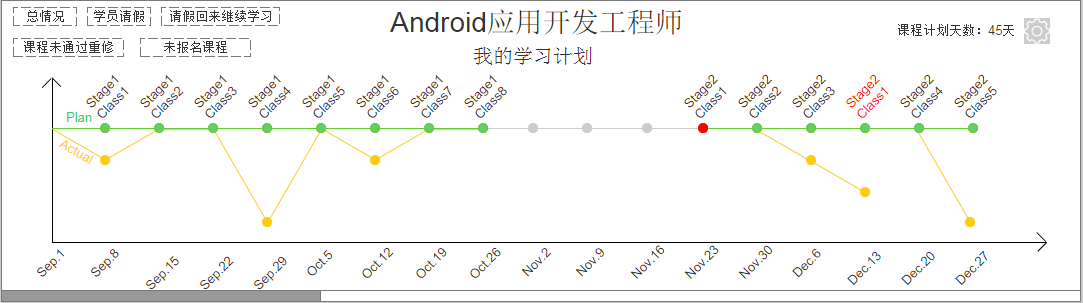 总情况 学员请假 请假回来继续学习
课程未通过重修 未报名课程
Android应用开发工程师
我的学习计划
课程计划天数：45天
Stage1
Class1
Stage1
Class2
Stage1
Class3
Stage1
Class4
Stage1
Class5
Stage1
Class6
Stage1
Class7
Stage1
Class8
Stage2
Class1
Stage2
Class2
Stage2
Class3
Stage2
Class1
Stage2
Class4
Stage2
Class5
Plan
Actual
Sep.1
Sep.8
Sep.15
Sep.22
Sep.29
Oct.5
Oct.12
Oct.19
Oct.26
Nov.2
Nov.9
Nov.16
Nov.23
Nov.30
Dec.6
Dec.13
Dec.20
Dec.27